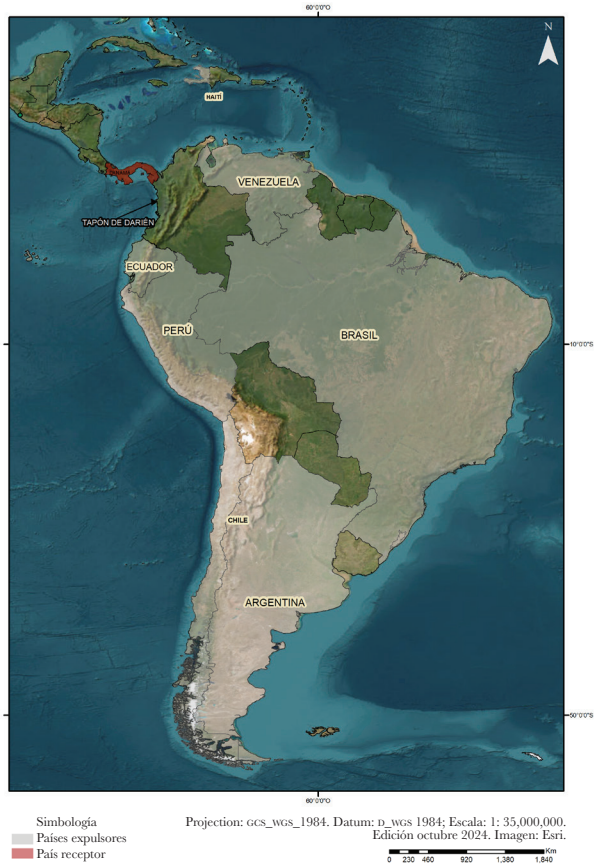 60°0'0"O
N
HAITÍ
PANAMÁ
VENEZUELA
TAPÓN DE DARIÉN
ECUADOR
PERÚ
BRASIL
10°0'0"S
CHILE
ARGENTINA
50°0'0"S
60°0'0"O
Simbología
Países expulsores
País receptor
Projection: GCS_WGS_1984. Datum: D_WGS 1984; Escala: 1: 35,000,000.
Edición octubre 2024. Imagen: Esri.
Km
0 230 460 920 1,380 1,840